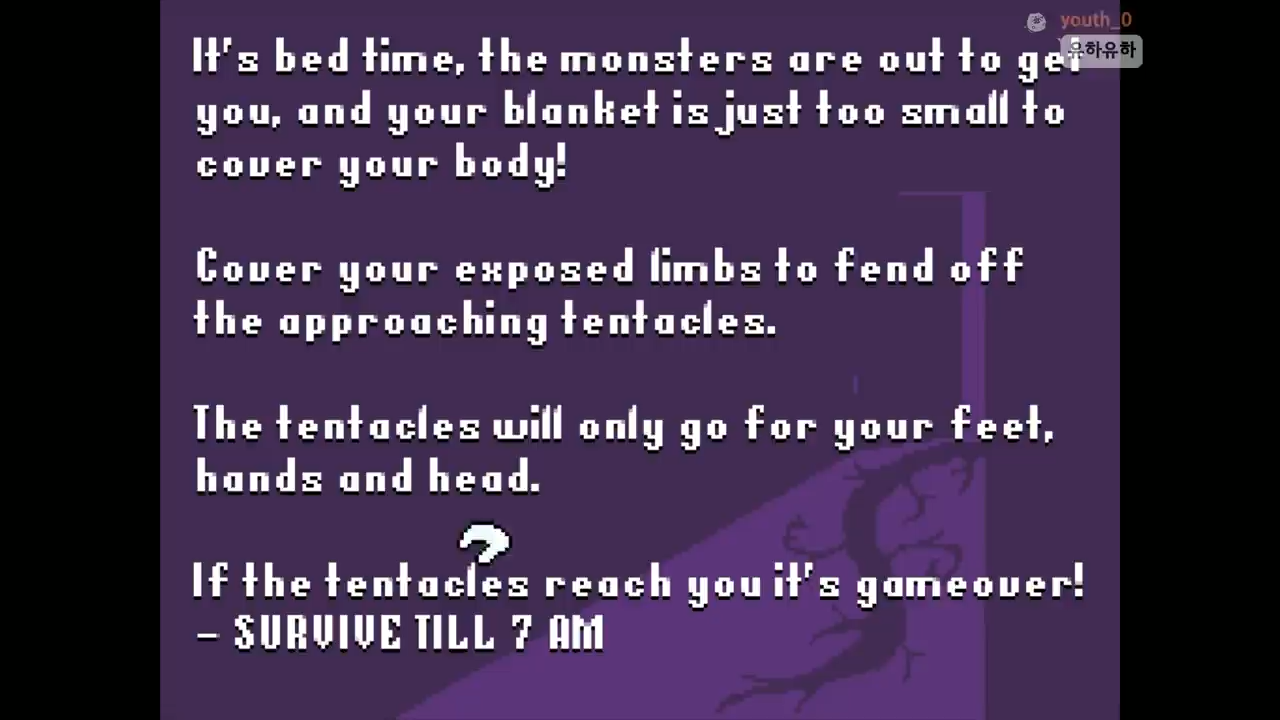 youth_0
유하유하
It's bed time, the monsters are out to get
you, and your blanket is just too small to
cover your body!
Cover your exposed limbs to fend off
the approaching tentacles.
The tentacles will only go for your feet,
hands and head.
If the tentacles reach you it's gameover!
- SURVIVE TILL 7 AM